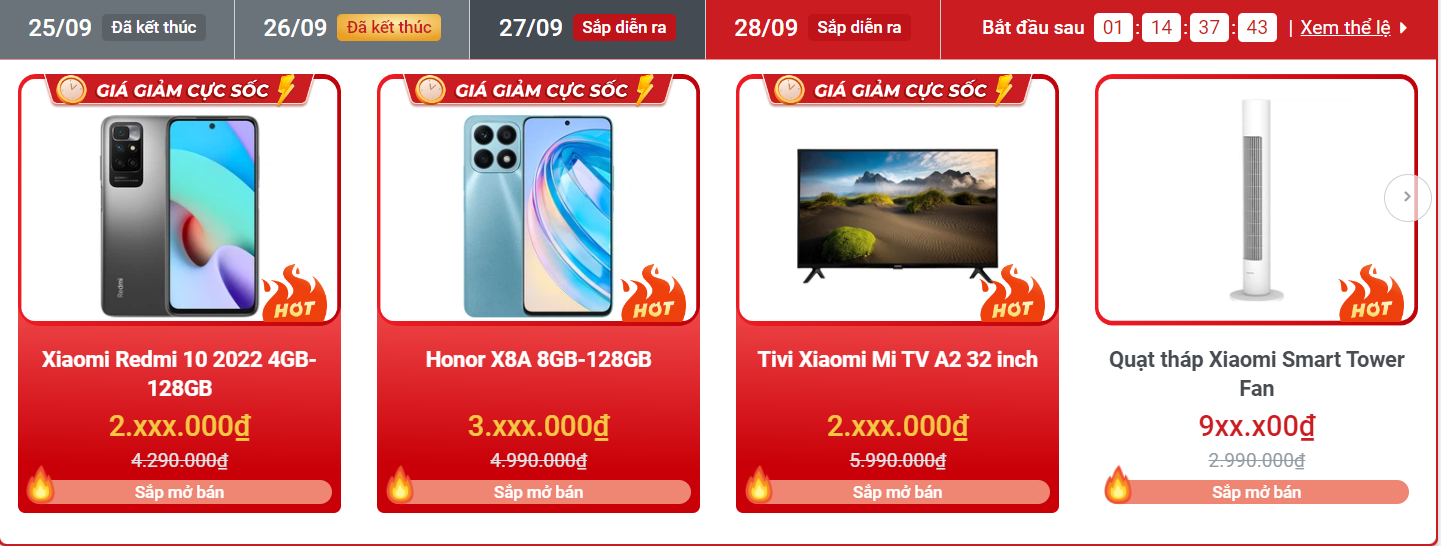 25/09 Đã kết thúc
26/09 Đã kết thúc
27/09 Sắp diễn ra
28/09 Sắp diễn ra
Bắt đầu sau 01 : 14 : 37 : 43 | Xem thể lệ
GIÁ GIẢM CỰC SỐC
Redmi
HOT
Xiaomi Redmi 10 2022 4GB-
128GB
2.xxx.000₫
4.290.000₫
Sắp mở bán
GIÁ GIẢM CỰC SỐC
HOT
Honor X8A 8GB-128GB
3.xxx.000₫
4.990.000₫
Sắp mở bán
GIÁ GIẢM CỰC SỐC
HOT
Tivi Xiaomi Mi TV A2 32 inch
2.xxx.000₫
5.990.000₫
Sắp mở bán
HOT
Quạt tháp Xiaomi Smart Tower
Fan
9xx.x00₫
2.990.000₫
Sắp mở bán